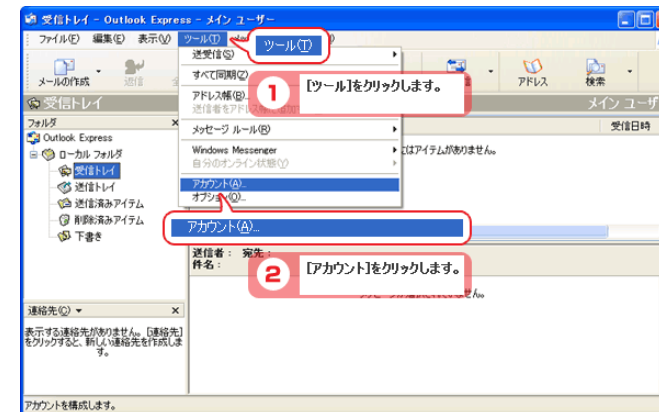 受信トレイ - Outlook Express - メイン ユーザー
ファイル(F) 編集(E) 表示(V) ツール(T)
ツール(T)
メールの作成 送信 アドレス 検索
送受信(S)
すべて同期(Z)
アドレス帳(B)...
送信者をアドレス帳に追加
メッセージ ルール(R)
Windows Messenger
自分のオンライン状態(Y)
アカウント(A)...
オプション(O)...
1 [ツール]をクリックします。
受信トレイ メイン ユーザ
フォルダ × 受信日時
Outlook Express
ローカル フォルダ
はアイテムがありません。
受信トレイ
送信トレイ
送信済みアイテム
削除済みアイテム
下書き
アカウント(A)...
送信者: 宛先:
件名:
2 [アカウント]をクリックします。
連絡先(C) ×
表示する連絡先がありません。[連絡先]
をクリックすると、新しい連絡先を作成しま
す。
アカウントを構成します。